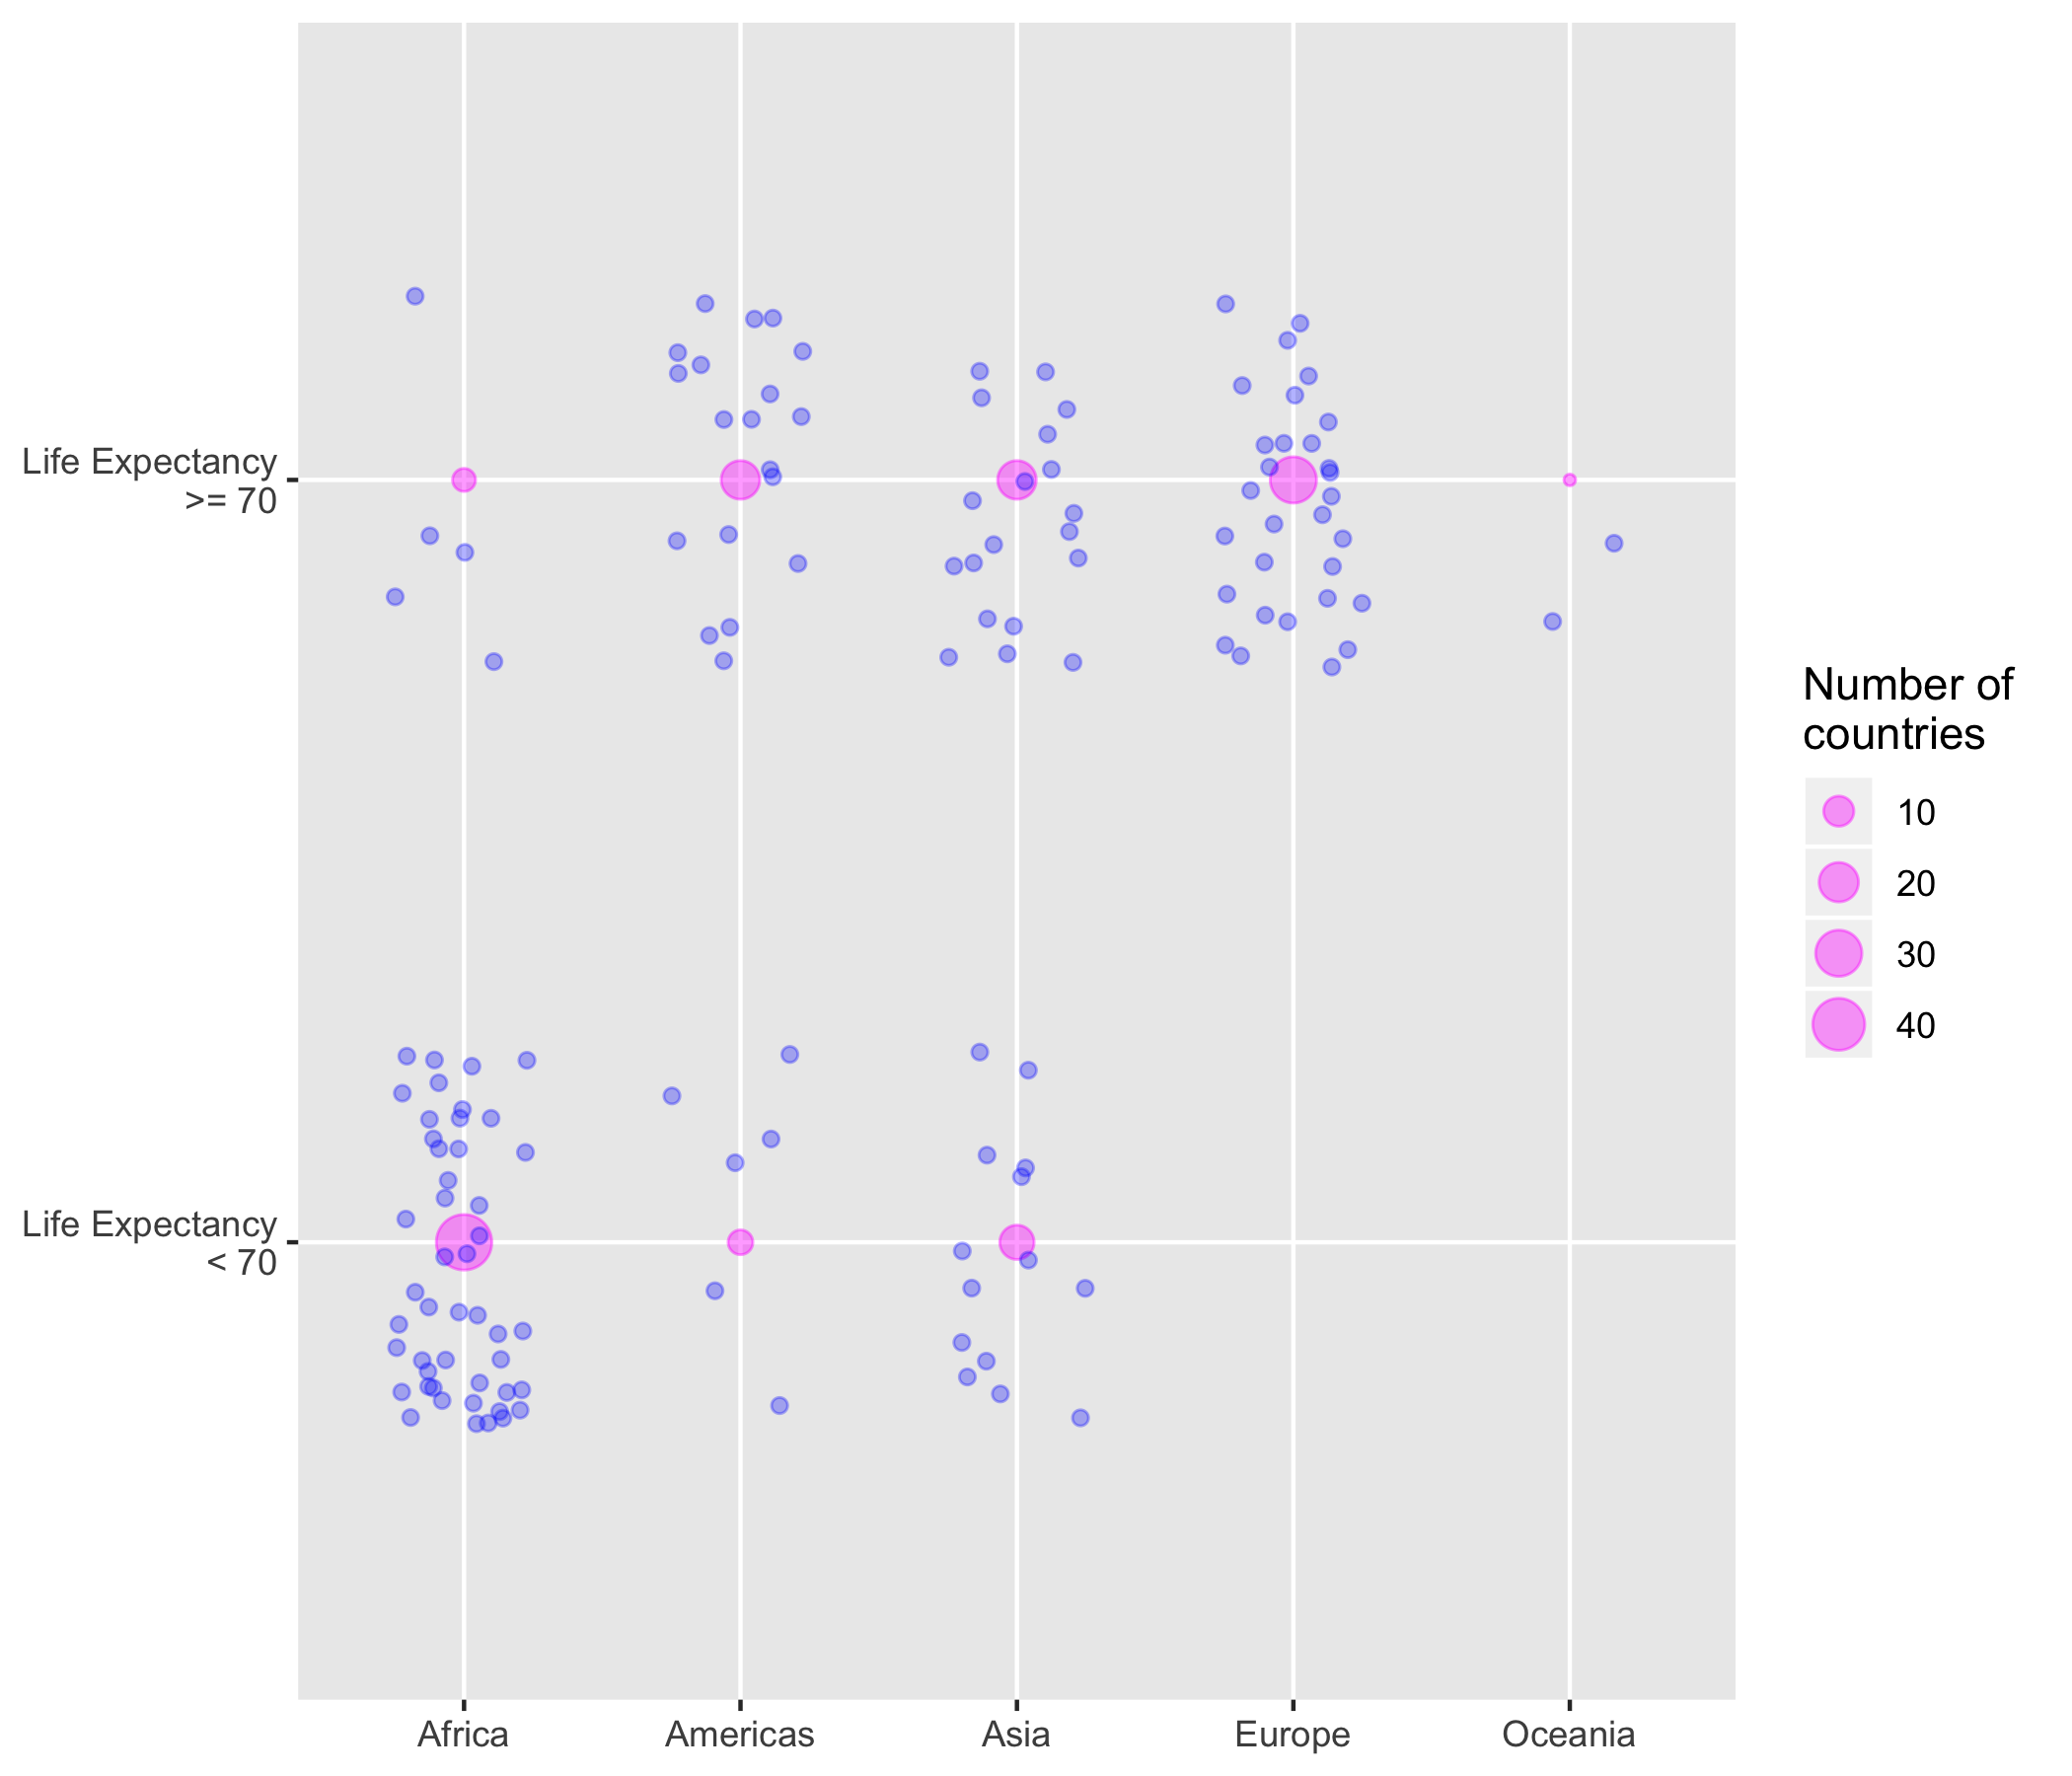 Life Expectancy
>= 70
Life Expectancy
< 70
Africa
Americas
Asia
Europe
Oceania
Number of
countries
10
20
30
40